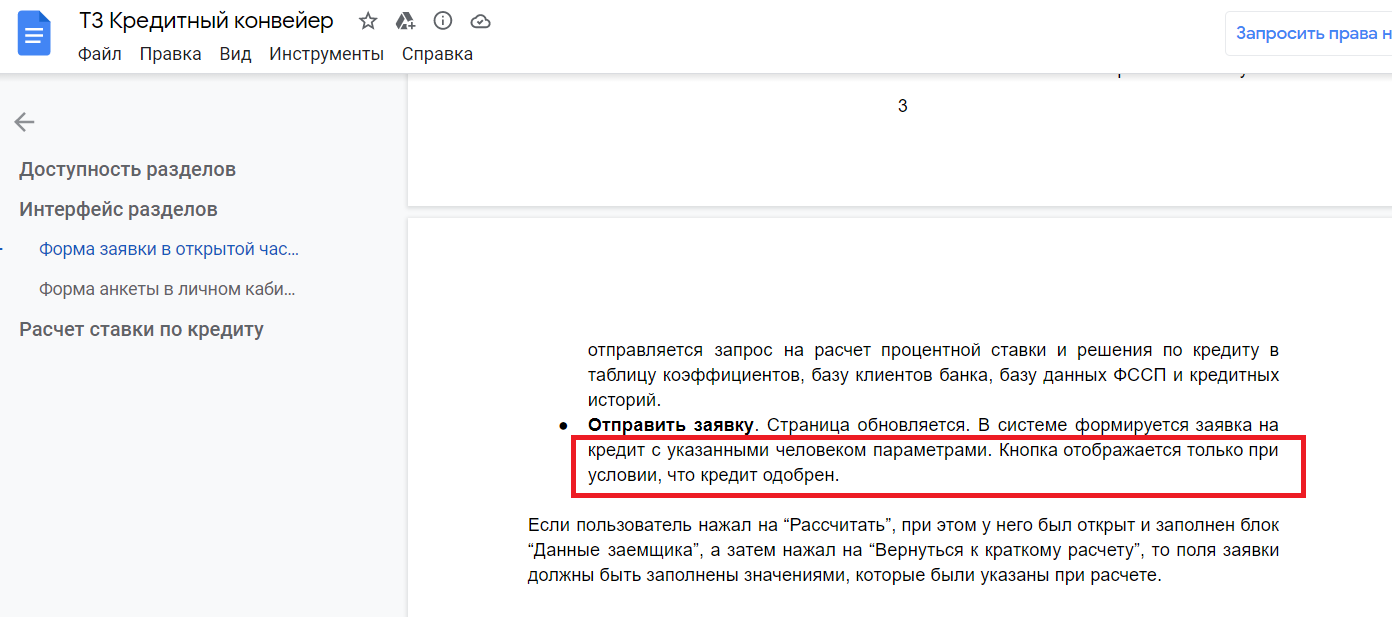 ТЗ Кредитный конвейер
Файл Правка Вид Инструменты Справка
Запросить права н
3
Доступность разделов
Интерфейс разделов
Форма заявки в открытой час...
Форма анкеты в личном каби...
Расчет ставки по кредиту
отправляется запрос на расчет процентной ставки и решения по кредиту в
таблицу коэффициентов, базу клиентов банка, базу данных ФССП и кредитных
историй.
● Отправить заявку. Страница обновляется. В системе формируется заявка на
кредит с указанными человеком параметрами. Кнопка отображается только при
условии, что кредит одобрен.
Если пользователь нажал на “Рассчитать”, при этом у него был открыт и заполнен блок
“Данные заемщика”, а затем нажал на “Вернуться к краткому расчету”, то поля заявки
должны быть заполнены значениями, которые были указаны при расчете.